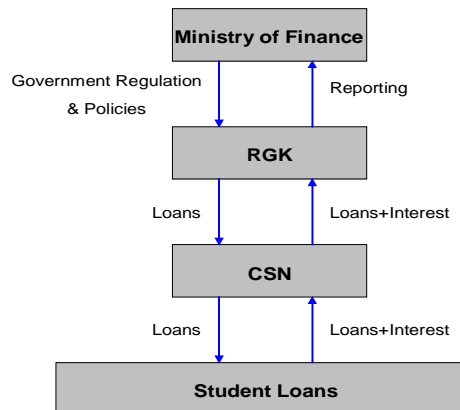 Ministry of Finance
Government Regulation
& Policies
Reporting
RGK
Loans
Loans+Interest
CSN
Loans
Loans+Interest
Student Loans